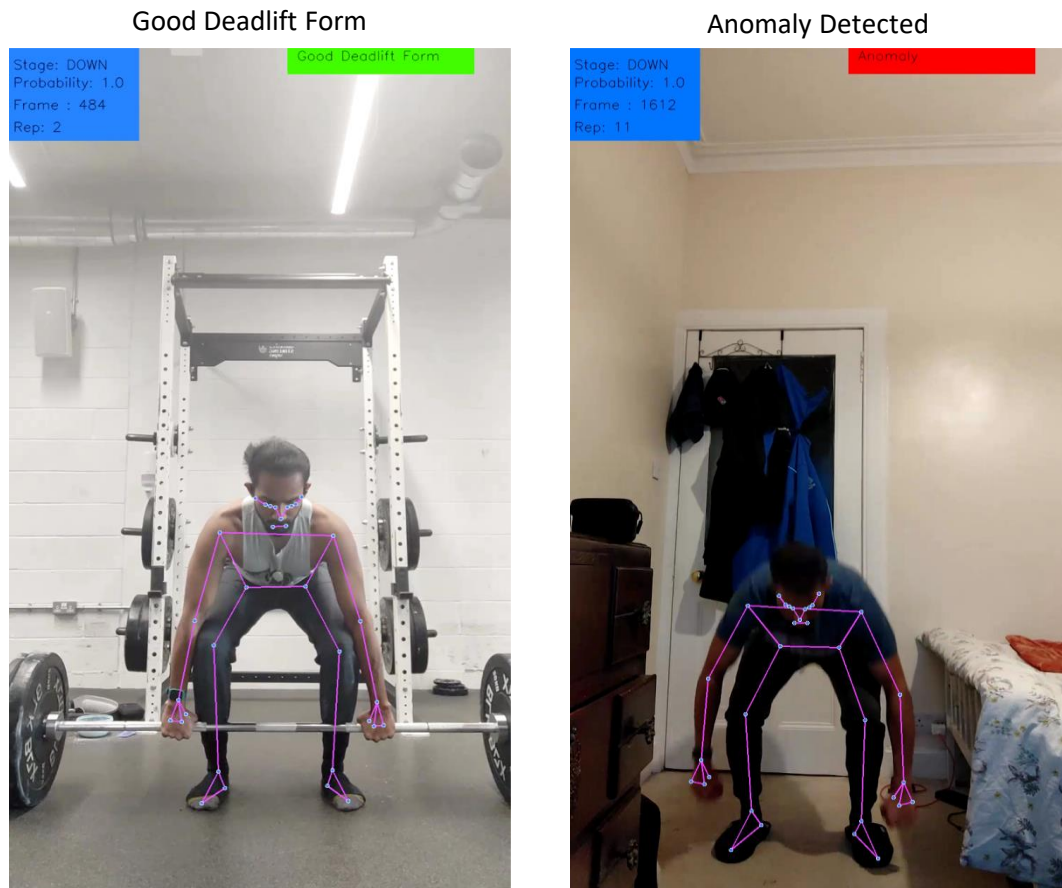 Good Deadlift Form
Anomaly Detected
Stage: DOWN
Probability: 1.0
Frame : 484
Rep: 2
Good Deadlift Form
Stage: DOWN
Probability: 1.0
Frame : 1612
Rep: 11
Anomaly